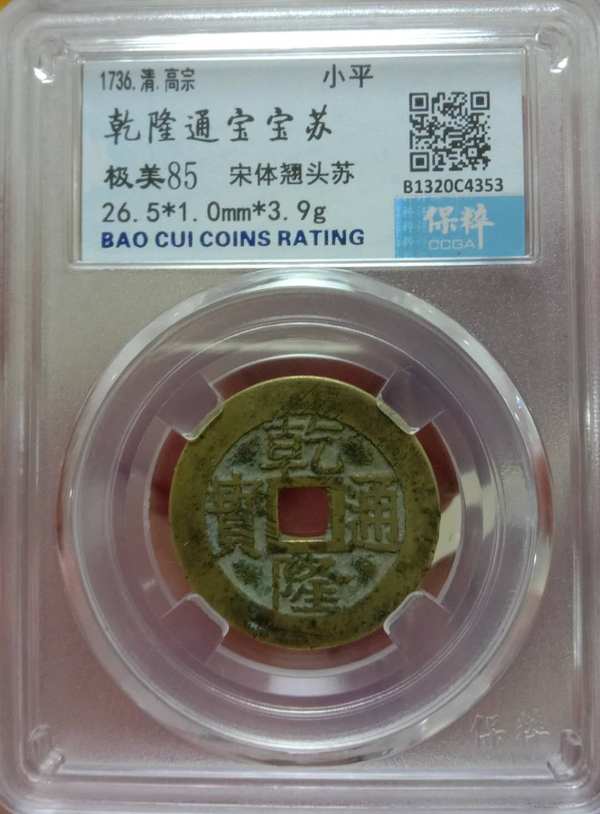 1736.清.高宗 小平
乾隆通宝宝苏
极美85 宋体翘头苏
B1320C4353
26.5*1.0mm*3.9g
保粹
CCGA
BAO CUI COINS RATING
乾隆通寶
保粹